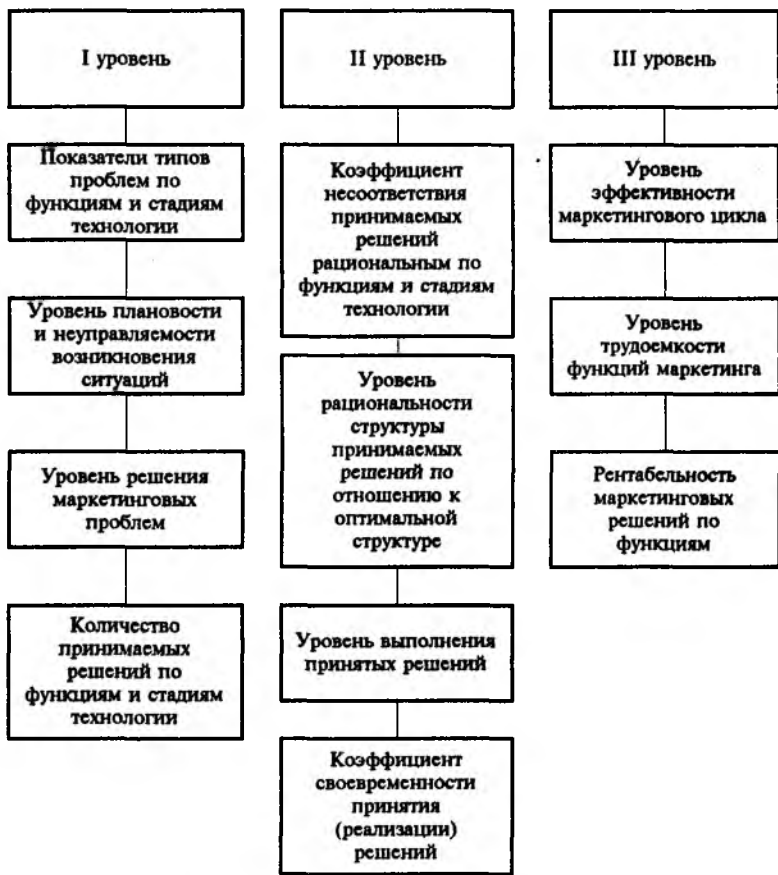 I уровень
Показатели типов
проблем по
функциям и стадиям
технологии
Уровень плановости
и неуправляемости
возникновения
ситуаций
Уровень решения
маркетинговых
проблем
Количество
принимаемых
решений по
функциям и стадиям
технологии
II уровень
Коэффициент
несоответствия
принимаемых
решений
рациональным по
функциям и стадиям
технологии
Уровень
рациональности
структуры
принимаемых
решений по
отношению к
оптимальной
структуре
Уровень выполнения
принятых решений
Коэффициент
своевременности
принятия
(реализации)
решений
III уровень
Уровень
эффективности
маркетингового цикла
Уровень
трудоемкости
функций маркетинга
Рентабельность
маркетинговых
решений по
функциям